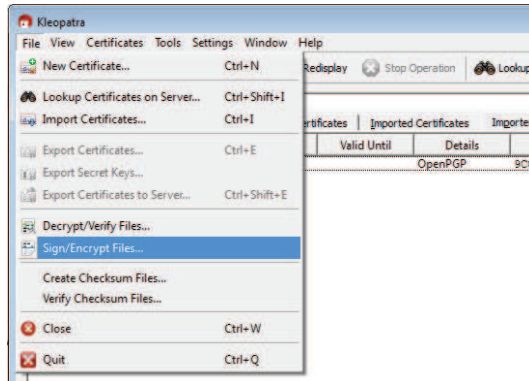 Kleopatra
File View Certificates Tools Settings Window Help
New Certificate... Ctrl+N
Redisplay Stop Operation Lookup
Lookup Certificates on Server... Ctrl+Shift+I
Import Certificates... Ctrl+I
Imported Certificates
Valid Until Details
Export Certificates... Ctrl+E
OpenPGP
Export Secret Keys...
Export Certificates to Server... Ctrl+Shift+E
Decrypt/Verify Files...
Sign/Encrypt Files...
Create Checksum Files...
Verify Checksum Files...
Close Ctrl+W
Quit Ctrl+Q